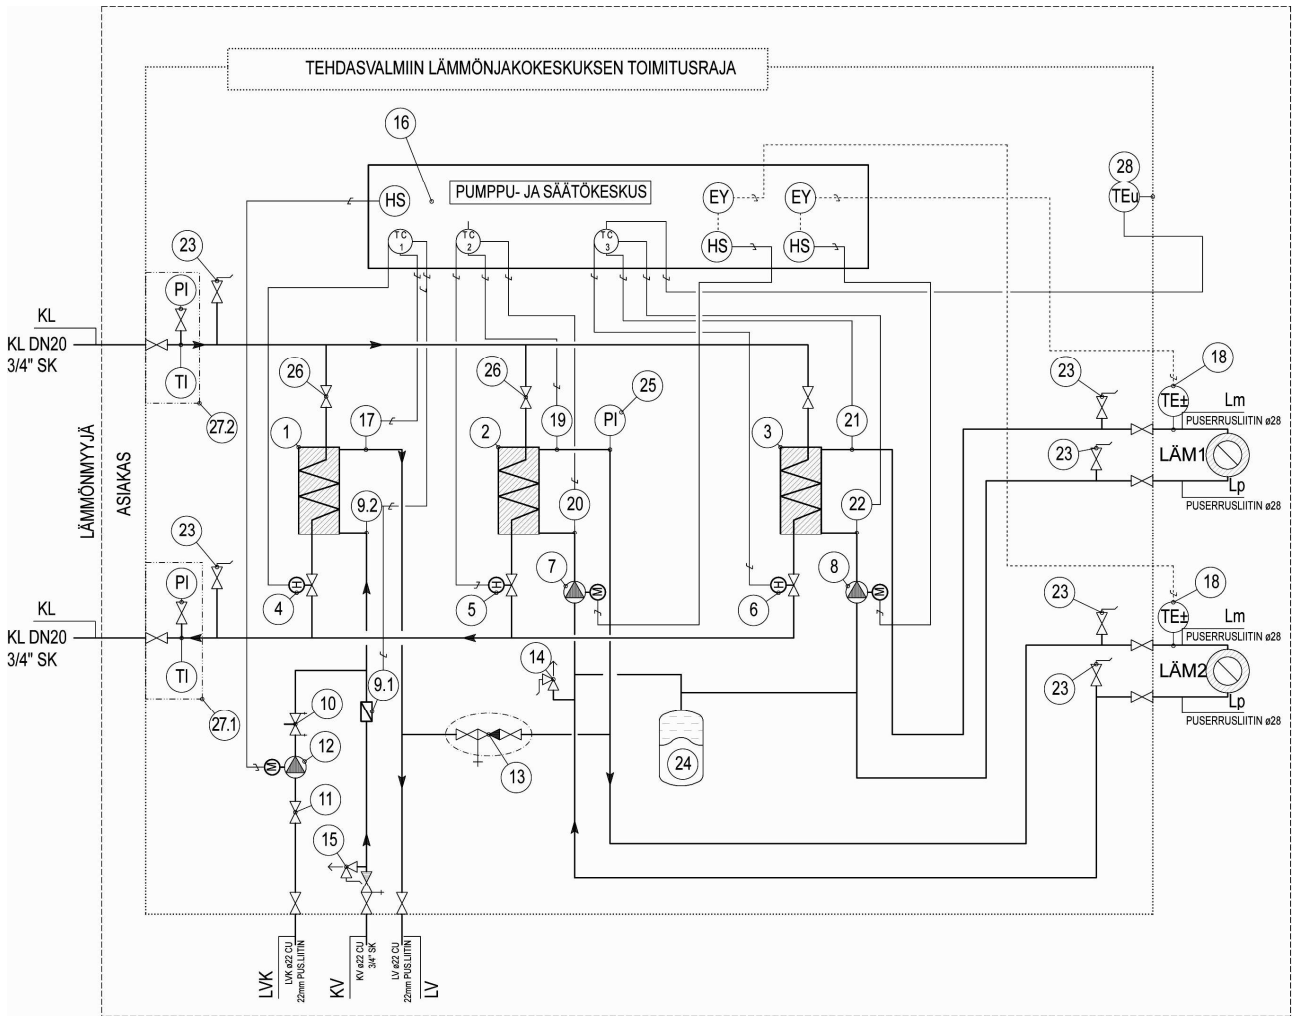 TEHDASVALMIIN LÄMMÖNJAKOKESKUKSEN TOIMITUSRAJA
16
28
PUMPPU- JA SÄÄTÖKESKUS
HS
EY
EY
TEu
TC
1
TC
2
TC
3
HS
HS
23
PI
KL
KL DN20
3/4" SK
TI
27.2
26
26
25
PI
23
18
TE±
Lm
PUSERRUSLIITIN ø28
LÄM1
23
Lp
PUSERRUSLIITIN ø28
LÄMMÖNMYYJÄ
ASIAKAS
1
17
2
19
3
21
9.2
20
22
23
PI
KL
KL DN20
3/4" SK
TI
27.1
H
4
H
5
7
M
H
6
8
M
23
18
TE±
Lm
PUSERRUSLIITIN ø28
LÄM2
23
Lp
PUSERRUSLIITIN ø28
14
9.1
10
12
M
13
24
11
15
LVK
LVK ø22 CU
22mm PUS.LIITIN
KV
KV ø22 CU
3/4" SK
LV ø22 CU
22mm PUS.LIITIN
LV